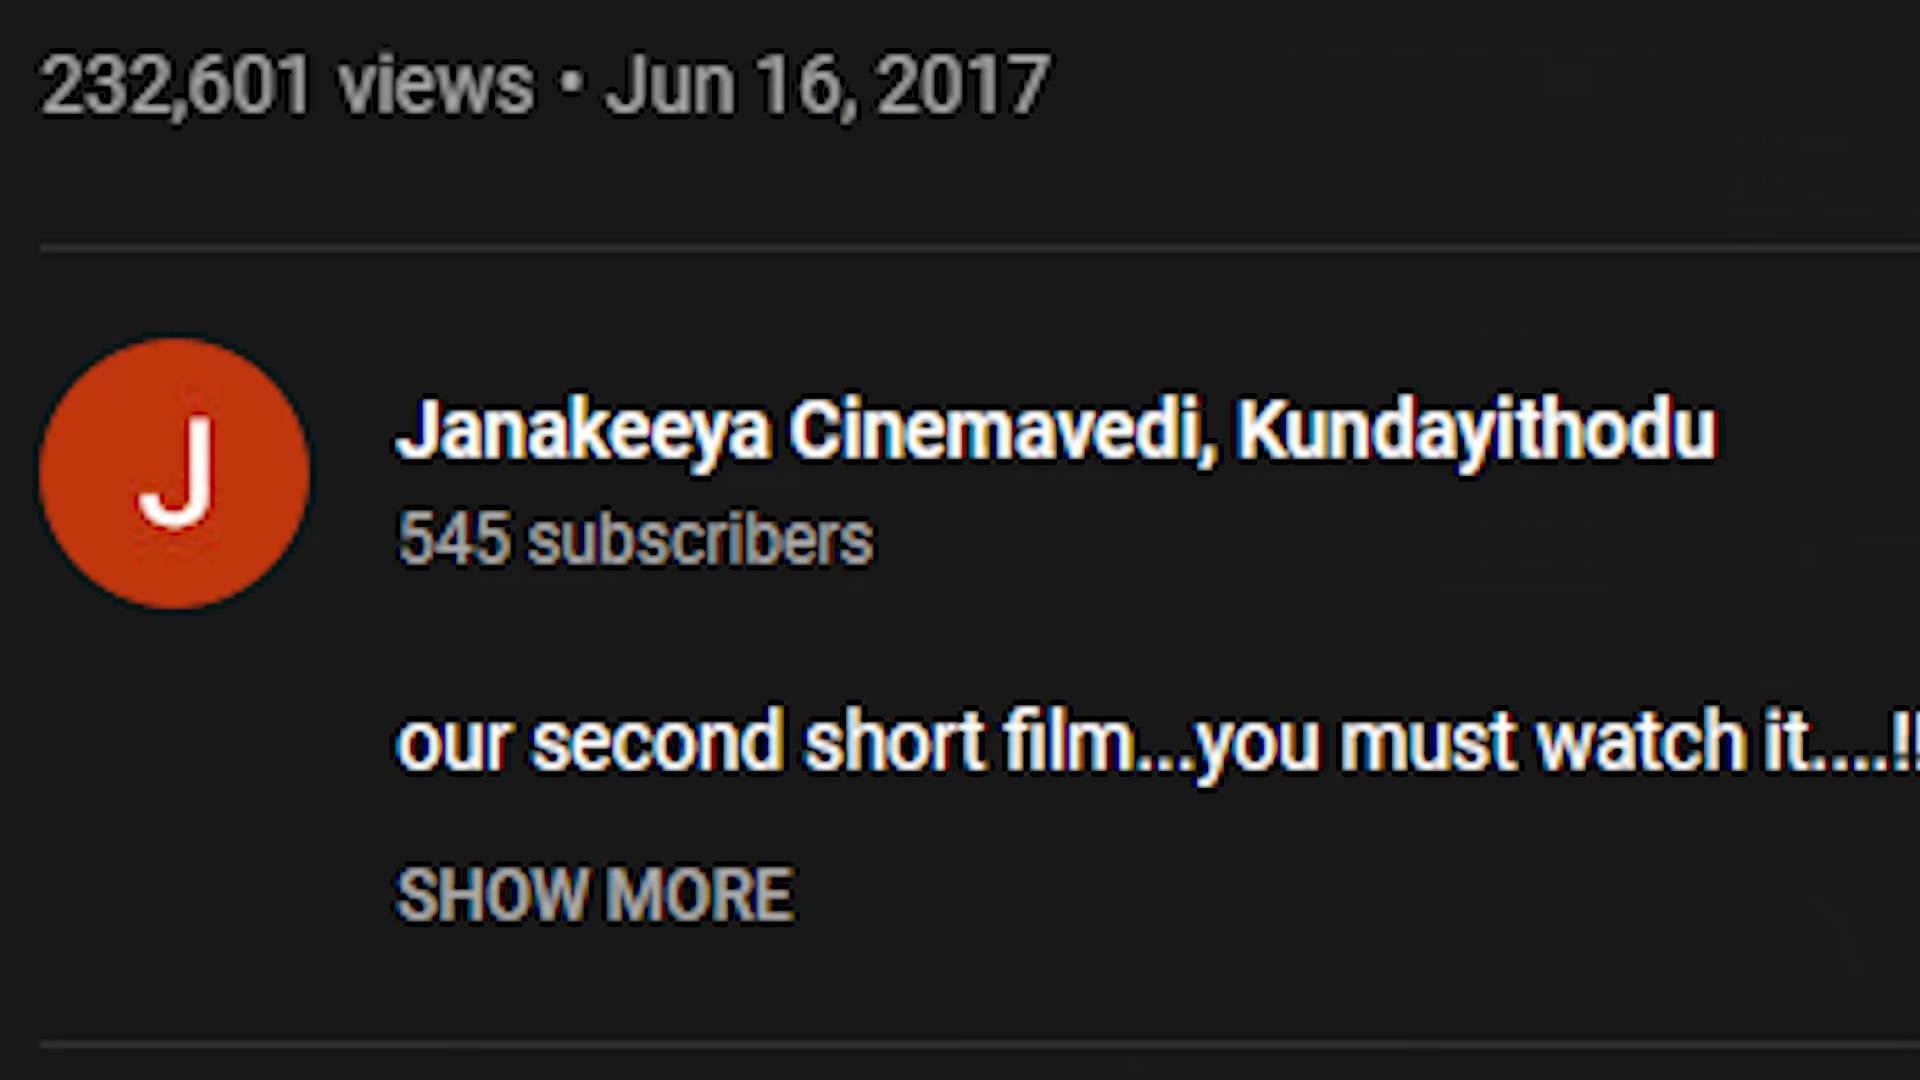 232,601 views • Jun 16, 2017
J
Janakeeya Cinemavedi, Kundayithodu
545 subscribers
our second short film...you must watch it....!!
SHOW MORE